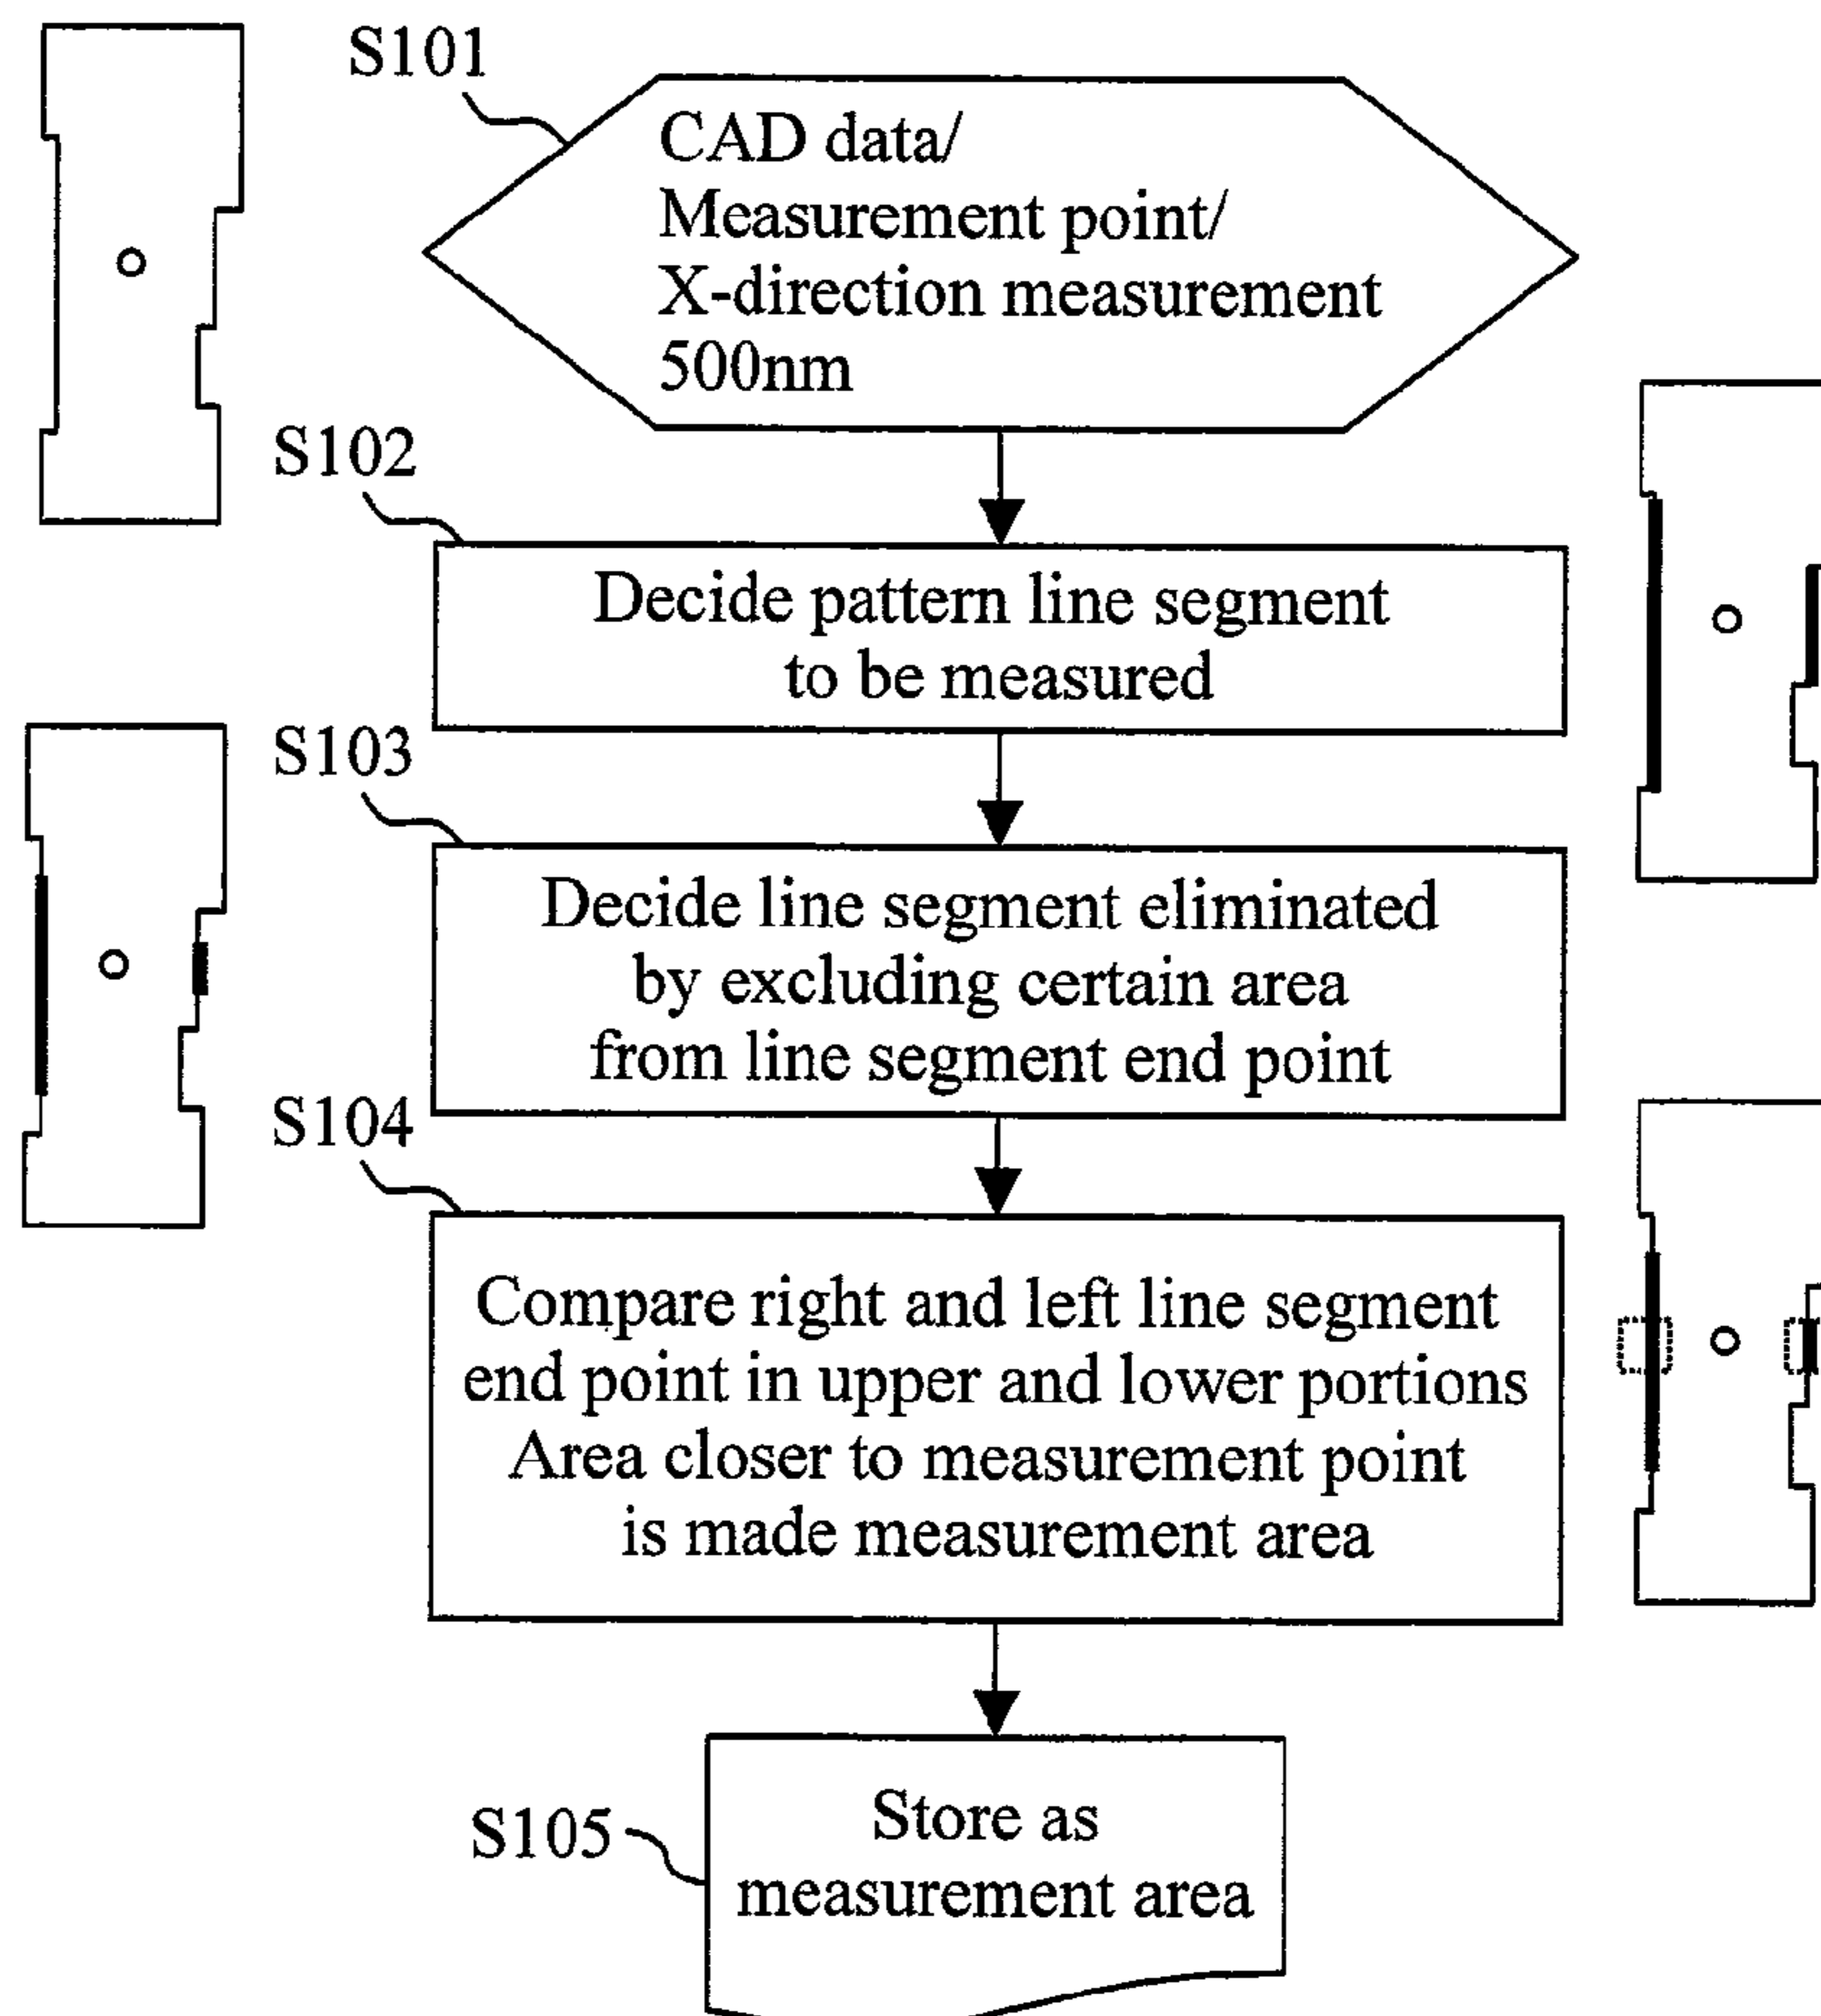 S101
CAD data/
Measurement point/
X-direction measurement
500nm
S102
Decide pattern line segment
to be measured
S103
Decide line segment eliminated
by excluding certain area
from line segment end point
S104
Compare right and left line segment
end point in upper and lower portions
Area closer to measurement point
is made measurement area
S105
Store as
measurement area